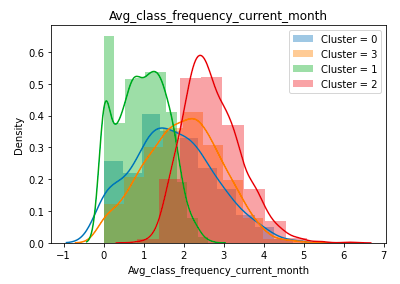 Avg_class_frequency_current_month
Cluster = 0
Cluster = 3
Cluster = 1
Cluster = 2
Density
0.6
0.5
0.4
0.3
0.2
0.1
0.0
−1 0 1 2 3 4 5 6 7
Avg_class_frequency_current_month